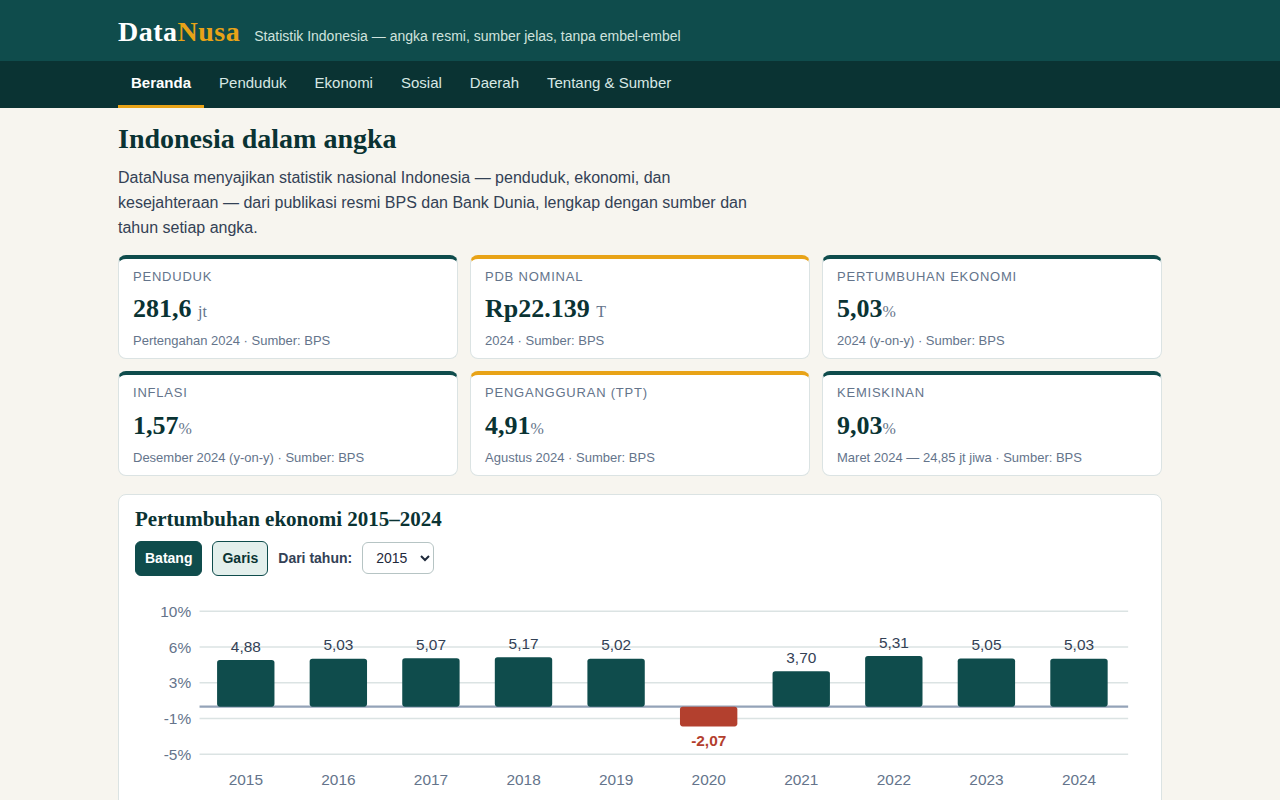 DataNusa Statistik Indonesia — angka resmi, sumber jelas, tanpa embel-embel
Beranda Penduduk Ekonomi Sosial Daerah Tentang & Sumber
Indonesia dalam angka
DataNusa menyajikan statistik nasional Indonesia — penduduk, ekonomi, dan
kesejahteraan — dari publikasi resmi BPS dan Bank Dunia, lengkap dengan sumber dan
tahun setiap angka.
PENDUDUK
281,6 jt
Pertengahan 2024 · Sumber: BPS
PDB NOMINAL
Rp22.139 T
2024 · Sumber: BPS
PERTUMBUHAN EKONOMI
5,03%
2024 (y-on-y) · Sumber: BPS
INFLASI
1,57%
Desember 2024 (y-on-y) · Sumber: BPS
PENGANGGURAN (TPT)
4,91%
Agustus 2024 · Sumber: BPS
KEMISKINAN
9,03%
Maret 2024 — 24,85 jt jiwa · Sumber: BPS
Pertumbuhan ekonomi 2015–2024
Batang Garis Dari tahun: 2015
10%
6%
3%
-1%
-5%
4,88 5,03 5,07 5,17 5,02 -2,07 3,70 5,31 5,05 5,03
2015 2016 2017 2018 2019 2020 2021 2022 2023 2024